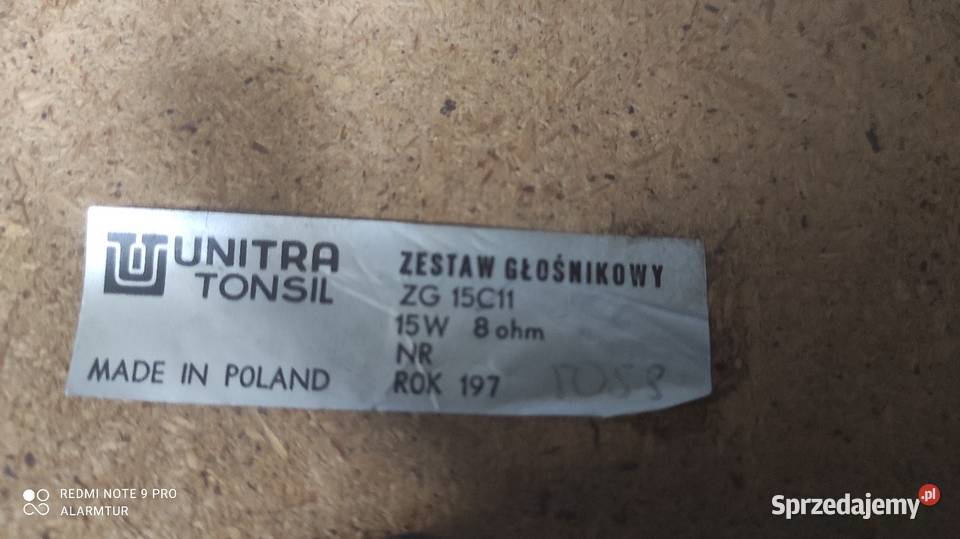 UNITRA
TONSIL
MADE IN POLAND
ZESTAW GŁOŚNIKOWY
ZG 15C11
15W 8 ohm
NR
ROK 197
REDMI NOTE 9 PRO
ALARMTUR
Sprzedajemy.pl